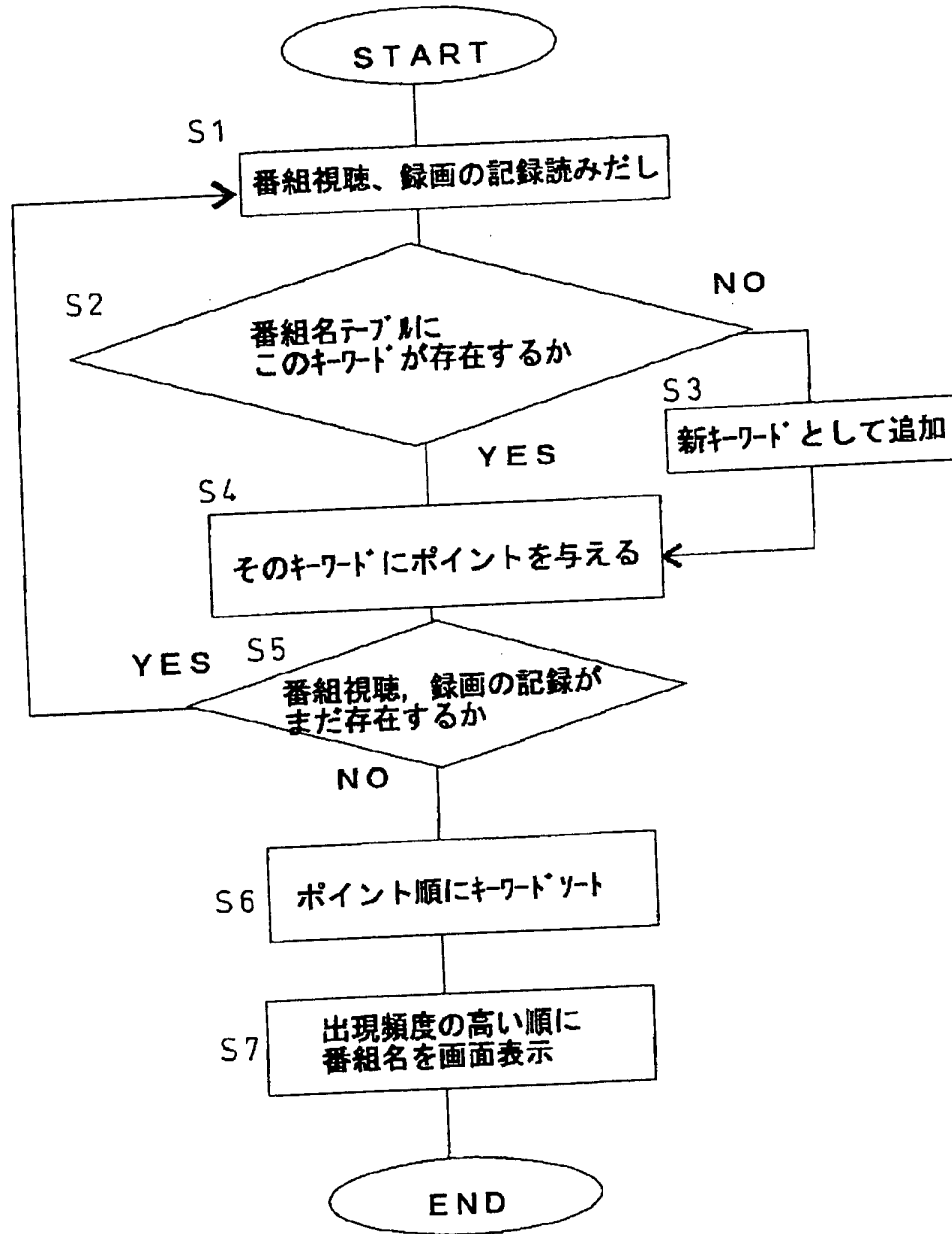 START
S1
番組視聴、録画の記録読みだし
S2
番組名ﾃｰﾌﾞﾙに
このｷｰﾜｰﾄﾞが存在するか
NO
S3
新ｷｰﾜｰﾄﾞとして追加
YES
S4
そのｷｰﾜｰﾄﾞにポイントを与える
YES
S5
番組視聴,録画の記録が
まだ存在するか
NO
S6
ポイント順にｷｰﾜｰﾄﾞｿｰﾄ
S7
出現頻度の高い順に
番組名を画面表示
END